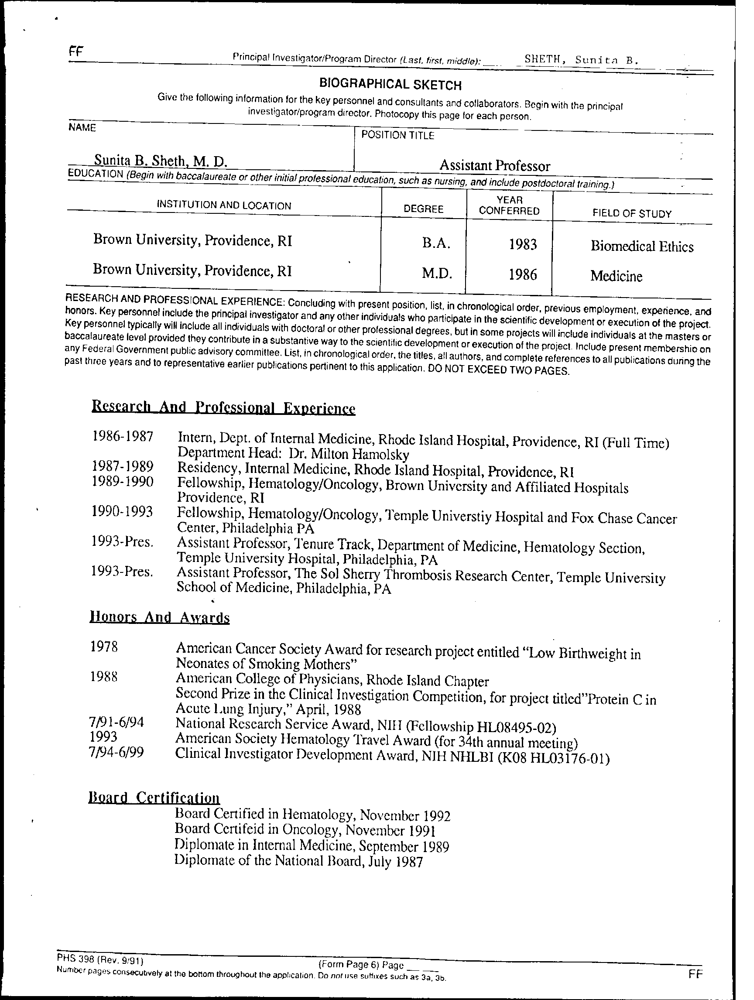 FF
Principal Investigator/Program Director (Last, first, middle): SHETH, Sunita B.
BIOGRAPHICAL SKETCH
Give the following information for the key personnel and consultants and collaborators. Begin with the principal
investigator/program director. Photocopy this page for each person.
NAME
POSITION TITLE
Sunita B. Sheth, M. D.
Assistant Professor
EDUCATION (Begin with baccalaureate or other initial professional education, such as nursing, and include postdoctoral training.)
INSTITUTION AND LOCATION
DEGREE
YEAR
CONFERRED
FIELD OF STUDY
Brown University, Providence, RI B.A. 1983 Biomedical Ethics
Brown University, Providence, RI M.D. 1986 Medicine
RESEARCH AND PROFESSIONAL EXPERIENCE: Concluding with present position, list, in chronological order, previous employment, experience, and
honors. Key personnel include the principal investigator and any other individuals who participate in the scientific development or execution of the project.
Key personnel typically will include all individuals with doctoral or other professional degrees, but in some projects will include individuals at the masters or
baccalaureate level provided they contribute in a substantive way to the scientific development or execution of the project. Include present membership on
any Federal Government public advisory committee. List, in chronological order, the titles, all authors, and complete references to all publications during the
past three years and to representative earlier publications pertinent to this application. DO NOT EXCEED TWO PAGES.
Research And Professional Experience
1986-1987 Intern, Dept. of Internal Medicine, Rhode Island Hospital, Providence, RI (Full Time)
Department Head: Dr. Milton Hamolsky
1987-1989 Residency, Internal Medicine, Rhode Island Hospital, Providence, RI
1989-1990 Fellowship, Hematology/Oncology, Brown University and Affiliated Hospitals
Providence, RI
1990-1993 Fellowship, Hematology/Oncology, Temple Universtiy Hospital and Fox Chase Cancer
Center, Philadelphia PA
1993-Pres. Assistant Professor, Tenure Track, Department of Medicine, Hematology Section,
Temple University Hospital, Philadelphia, PA
1993-Pres. Assistant Professor, The Sol Sherry Thrombosis Research Center, Temple University
School of Medicine, Philadelphia, PA
Honors And Awards
1978 American Cancer Society Award for research project entitled "Low Birthweight in
Neonates of Smoking Mothers"
1988 American College of Physicians, Rhode Island Chapter
Second Prize in the Clinical Investigation Competition, for project titled"Protein C in
Acute Lung Injury," April, 1988
7/91-6/94 National Research Service Award, NIH (Fellowship HL08495-02)
1993 American Society Hematology Travel Award (for 34th annual meeting)
7/94-6/99 Clinical Investigator Development Award, NIH NHLBI (K08 HL03176-01)
Board Certification
Board Certified in Hematology, November 1992
Board Certifeid in Oncology, November 1991
Diplomate in Internal Medicine, September 1989
Diplomate of the National Board, July 1987
PHS 398 (Rev. 9/91) (Form Page 6) Page
Number pages consecutively at the bottom throughout the application. Do not use suffixes such as 3a, 3b.
FF